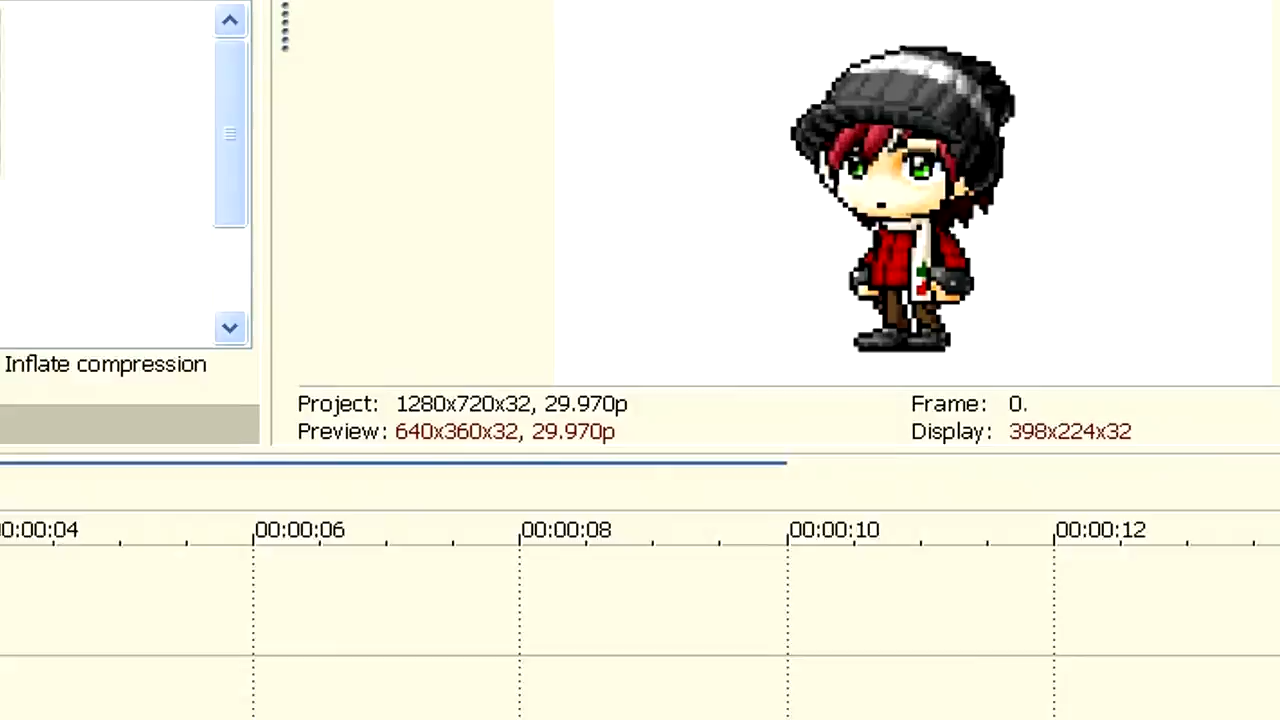 Inflate compression
Project: 1280x720x32, 29.970p
Frame: 0.
Preview: 640x360x32, 29.970p
Display: 398x224x32
0:00:04 00:00:06 00:00:08 00:00:10 00:00:12